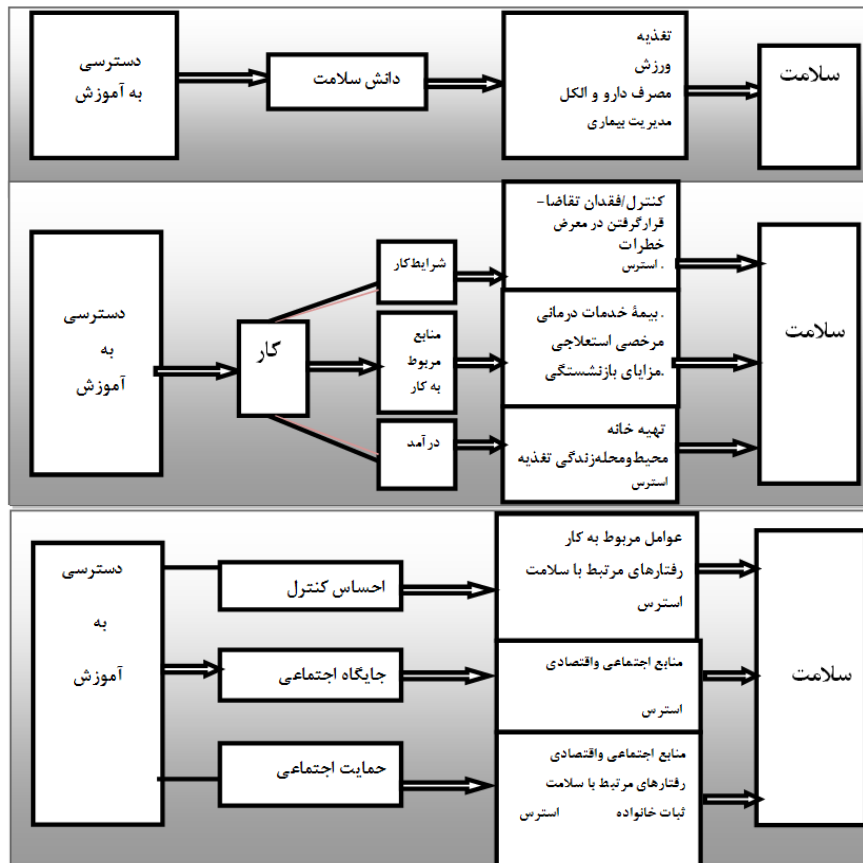 دسترسی
به آموزش
دانش سلامت
تغذیه
ورزش
مصرف دارو و الکل
مدیریت بیماری
سلامت
دسترسی
به
آموزش
کار
شرایط‌کار
منابع
مربوط
به کار
درآمد
کنترل/فقدان تقاضا-
قرارگرفتن در معرض
خطرات
. استرس
. بیمۀ خدمات درمانی
مرخصی استعلاجی
.مزایای بازنشستگی
تهیه خانه
محیط‌و‌محله‌زندگی تغذیه
استرس
سلامت
دسترسی
به
آموزش
احساس کنترل
جایگاه اجتماعی
حمایت اجتماعی
عوامل مربوط به کار
رفتارهای مرتبط با سلامت
استرس
منابع اجتماعی واقتصادی
استرس
منابع اجتماعی واقتصادی
رفتارهای مرتبط با سلامت
ثبات خانواده استرس
سلامت